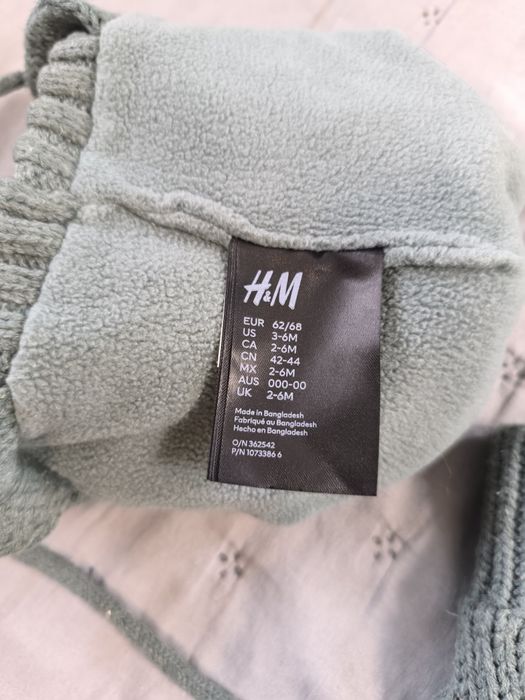 H&M
EUR 62/68
US 3-6M
CA 2-6M
CN 42-44
MX 2-6M
AUS 000-00
UK 2-6M
Made in Bangladesh
Fabriqué au Bangladesh
Hecho en Bangladesh
O/N 362542
P/N 1073386 6